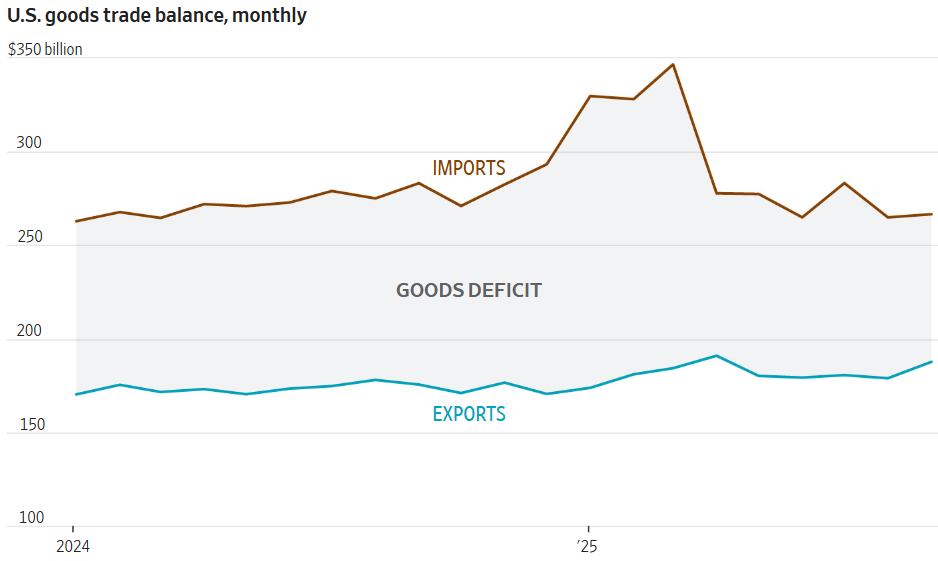 U.S. goods trade balance, monthly
$350 billion
300
IMPORTS
250
GOODS DEFICIT
200
EXPORTS
150
100
2024
’25